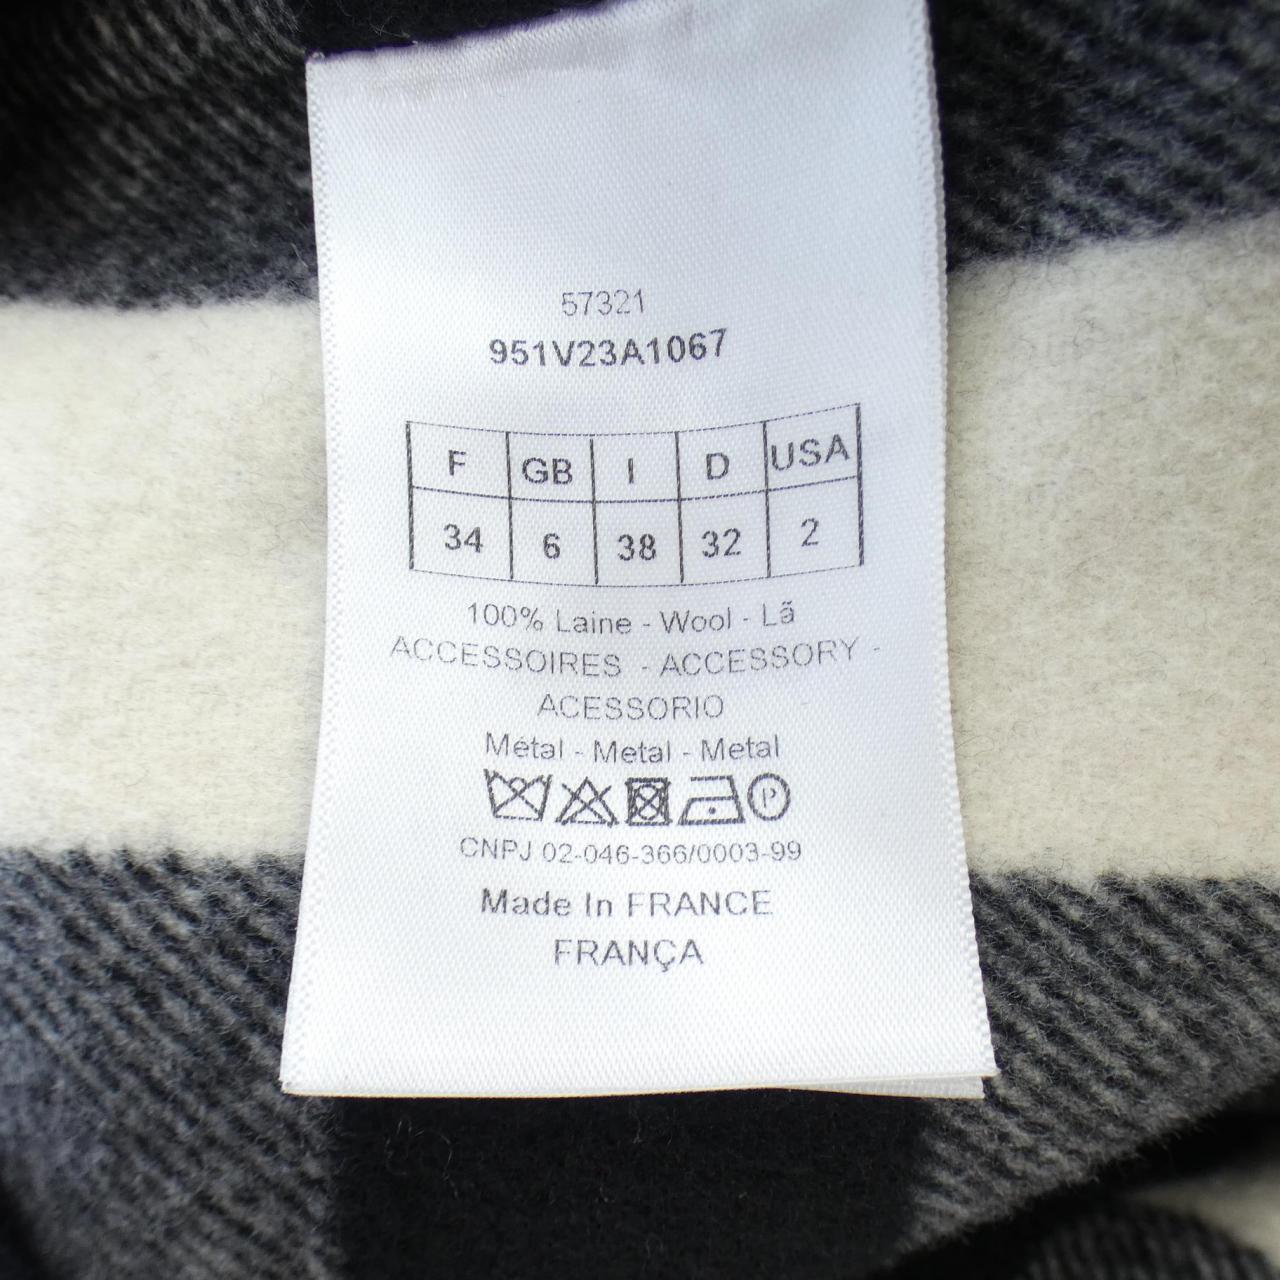 57321
951V23A1067
F GB I D USA
34 6 38 32 2
100% Laine - Wool - Lã
ACCESSOIRES - ACCESSORY -
ACESSORIO
Métal - Metal - Metal
P
CNPJ 02-046-366/0003-99
Made In FRANCE
FRANÇA